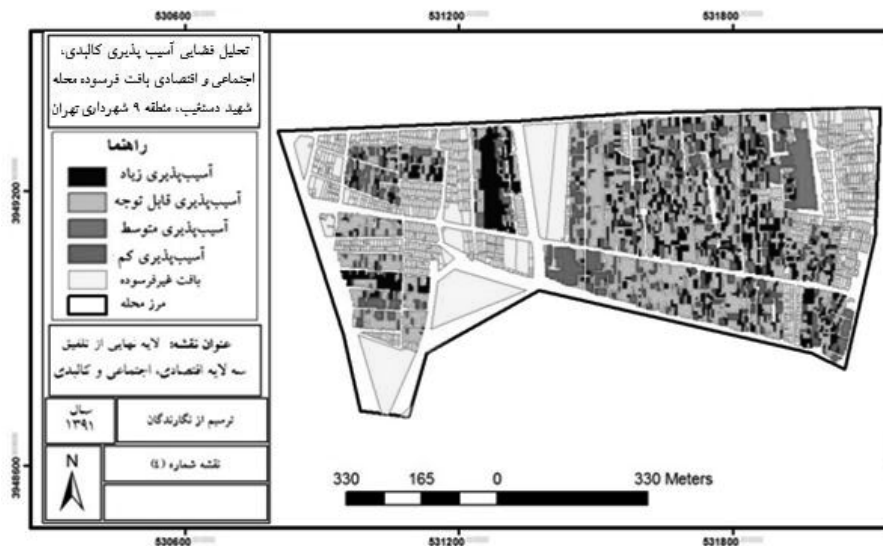 530600 531200 531800
تحلیل فضایی آسیب پذیری کالبدی،
اجتماعی و اقتصادی بافت فرسوده محله
شهید دستغیب، منطقه ۹ شهرداری تهران
راهنما
آسیب‌پذیری زیاد
آسیب‌پذیری قابل توجه
آسیب‌پذیری متوسط
آسیب‌پذیری کم
بافت غیرفرسوده
مرز محله
عنوان نقشه: لایه نهایی از تلفیق
سه لایه اقتصادی، اجتماعی و کالبدی
ترسیم از نگارندگان
سال
۱۳۹۱
نقشه شماره (٤)
N
3949200
3948600
330 165 0 330 Meters
530600 531200 531800